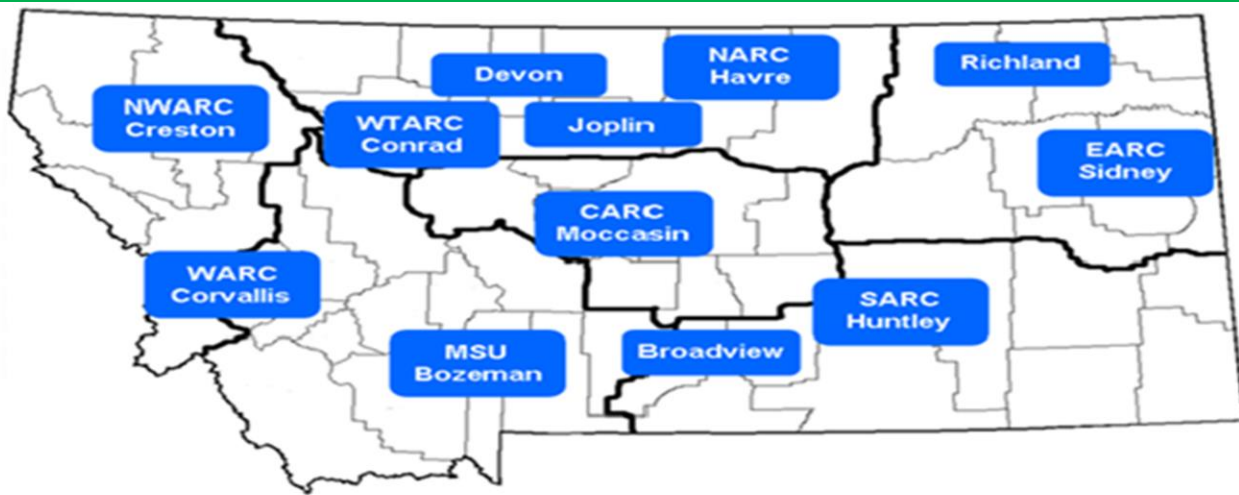 Devon
NARC
Havre
Richland
NWARC
Creston
WTARC
Conrad
Joplin
EARC
Sidney
CARC
Moccasin
WARC
Corvallis
SARC
Huntley
MSU
Bozeman
Broadview